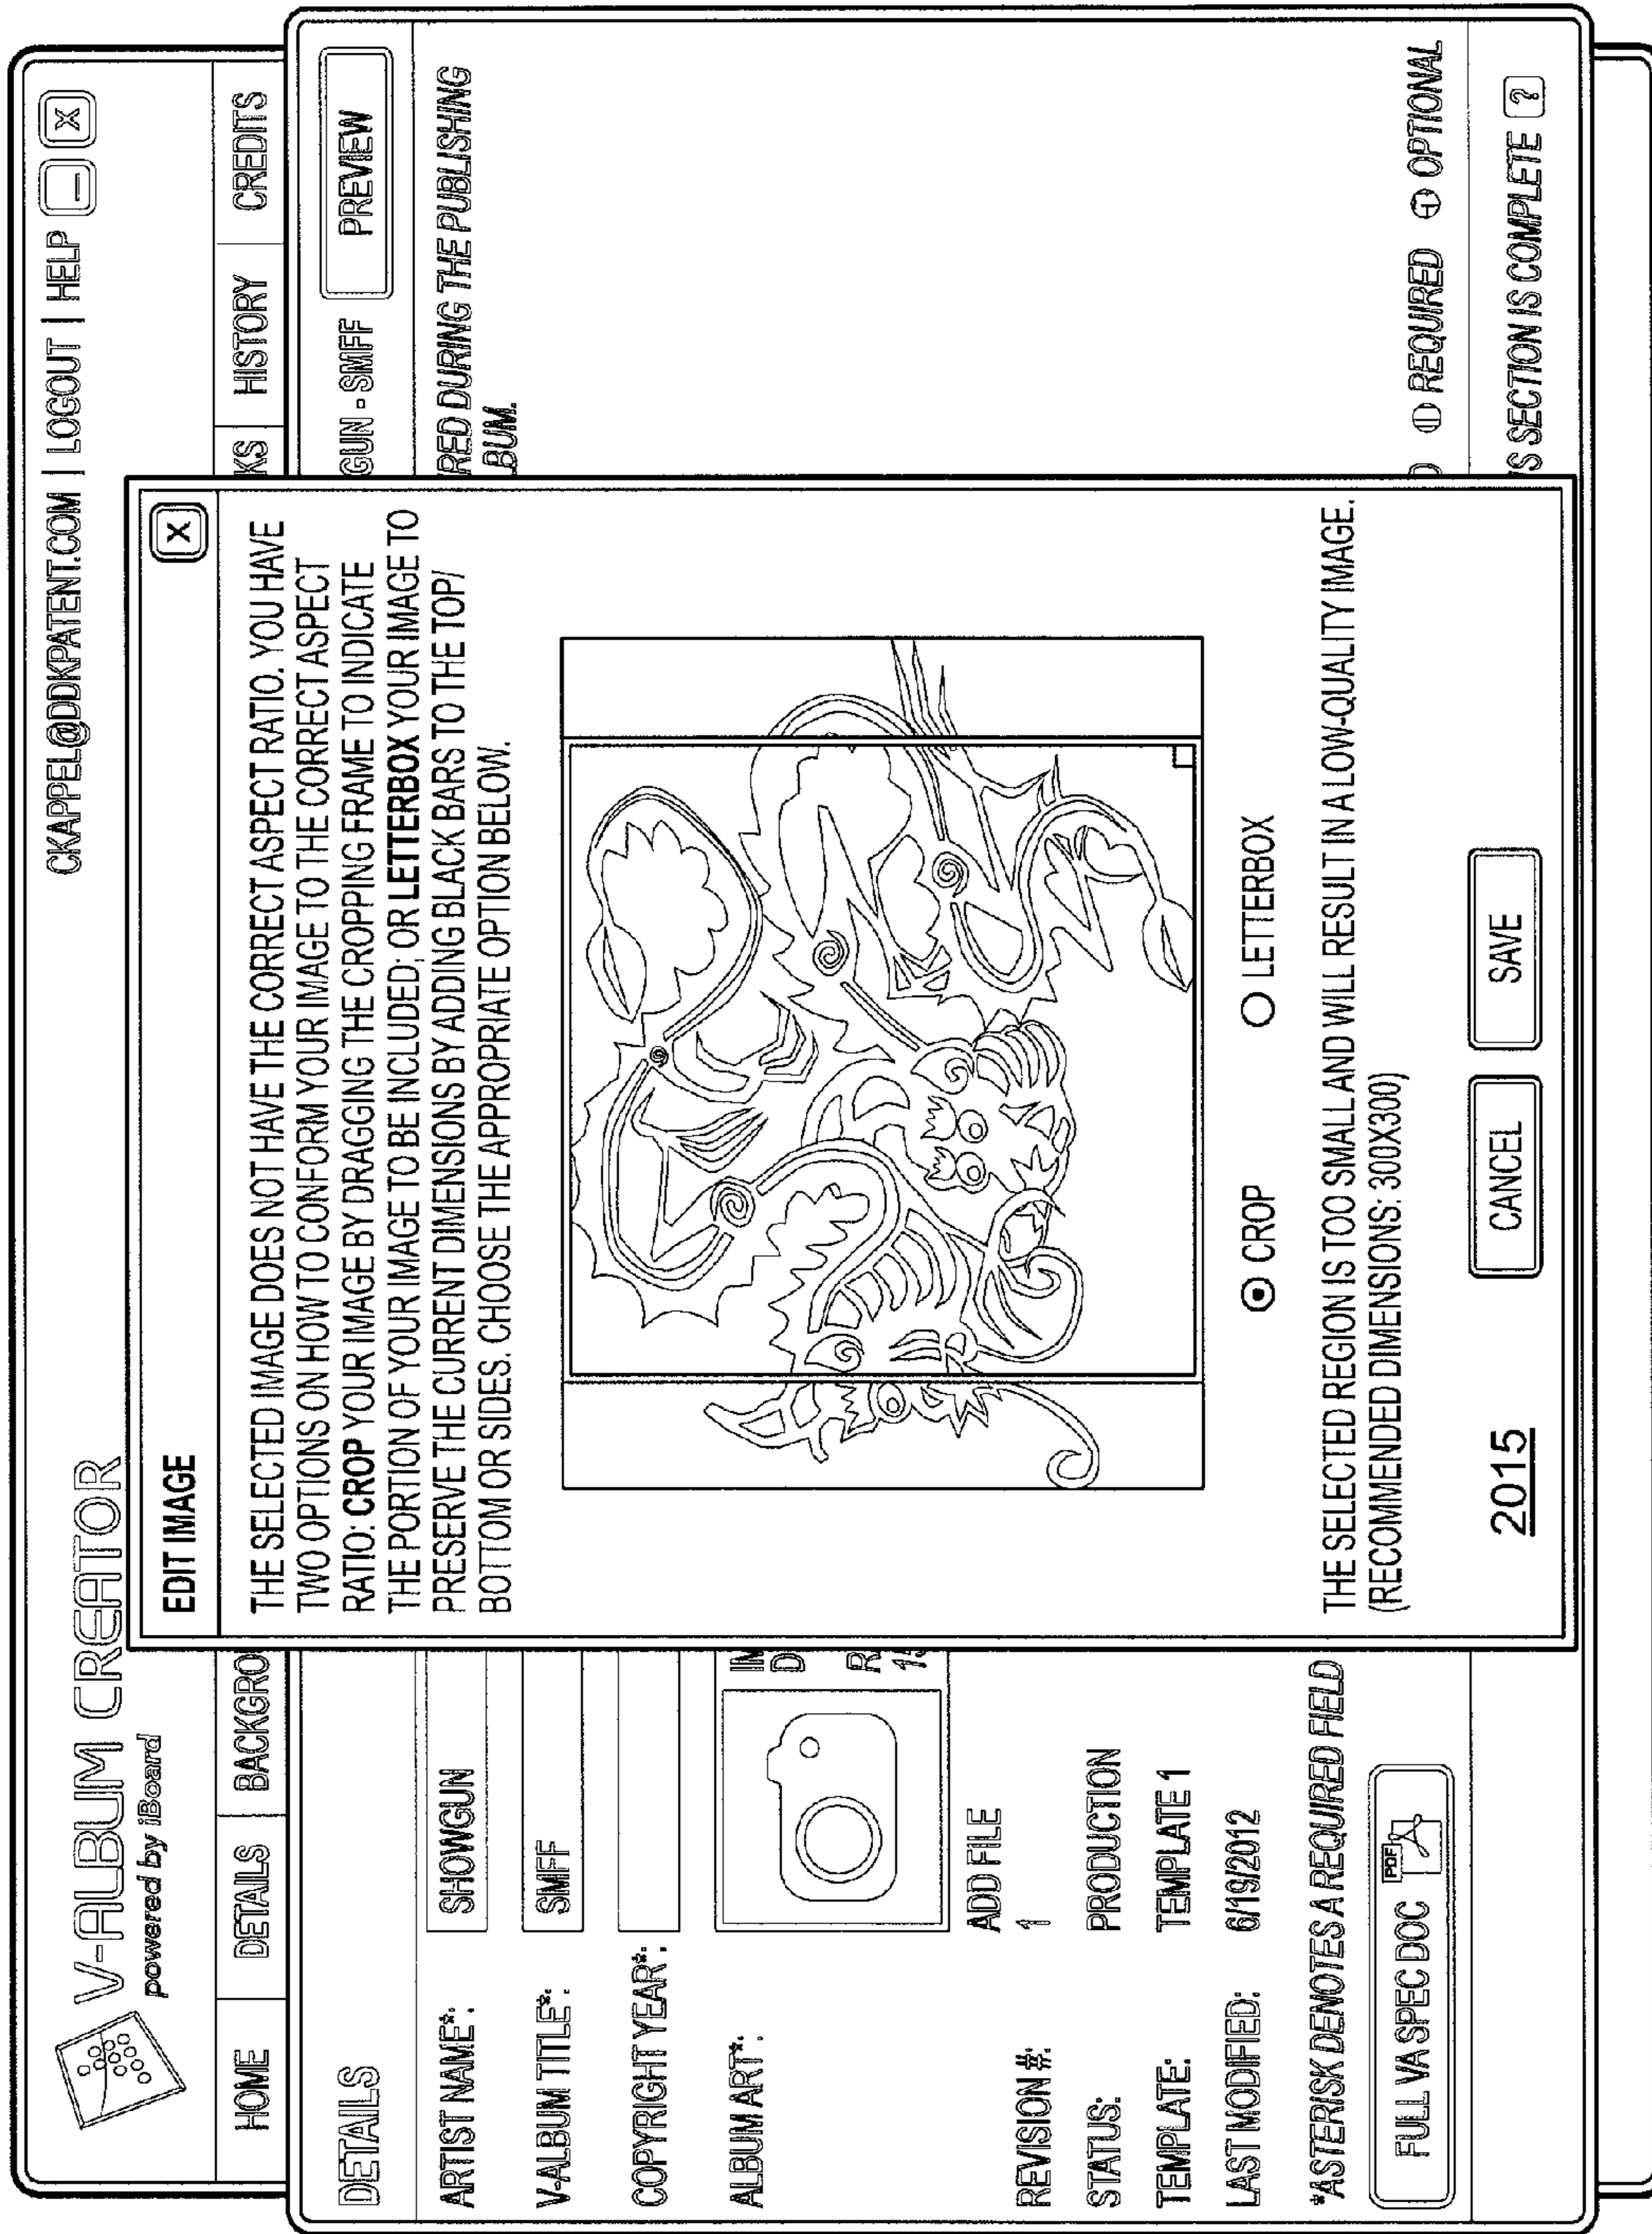 V-ALBUM CREATOR
powered by iBoard
CKAPPEL@DDKPATENT.COM | LOGOUT | HELP
X
HOME
DETAILS
BACKGRO
KS
HISTORY
CREDITS
DETAILS
GUN - SMFF
PREVIEW
RED DURING THE PUBLISHING
BUM.
ARTIST NAME*:
SHOWGUN
V-ALBUM TITLE*:
SMFF
COPYRIGHT YEAR*:
ALBUM ART*:
IM
D
R
15
ADD FILE
REVISION #:
1
STATUS:
PRODUCTION
TEMPLATE:
TEMPLATE 1
LAST MODIFIED:
6/19/2012
*ASTERISK DENOTES A REQUIRED FIELD
D
REQUIRED
OPTIONAL
FULL VA SPEC DOC
PDF
S SECTION IS COMPLETE ?
EDIT IMAGE
X
THE SELECTED IMAGE DOES NOT HAVE THE CORRECT ASPECT RATIO. YOU HAVE
TWO OPTIONS ON HOW TO CONFORM YOUR IMAGE TO THE CORRECT ASPECT
RATIO: CROP YOUR IMAGE BY DRAGGING THE CROPPING FRAME TO INDICATE
THE PORTION OF YOUR IMAGE TO BE INCLUDED; OR LETTERBOX YOUR IMAGE TO
PRESERVE THE CURRENT DIMENSIONS BY ADDING BLACK BARS TO THE TOP/
BOTTOM OR SIDES. CHOOSE THE APPROPRIATE OPTION BELOW.
CROP
LETTERBOX
THE SELECTED REGION IS TOO SMALL AND WILL RESULT IN A LOW-QUALITY IMAGE.
(RECOMMENDED DIMENSIONS: 300X300)
2015
CANCEL
SAVE